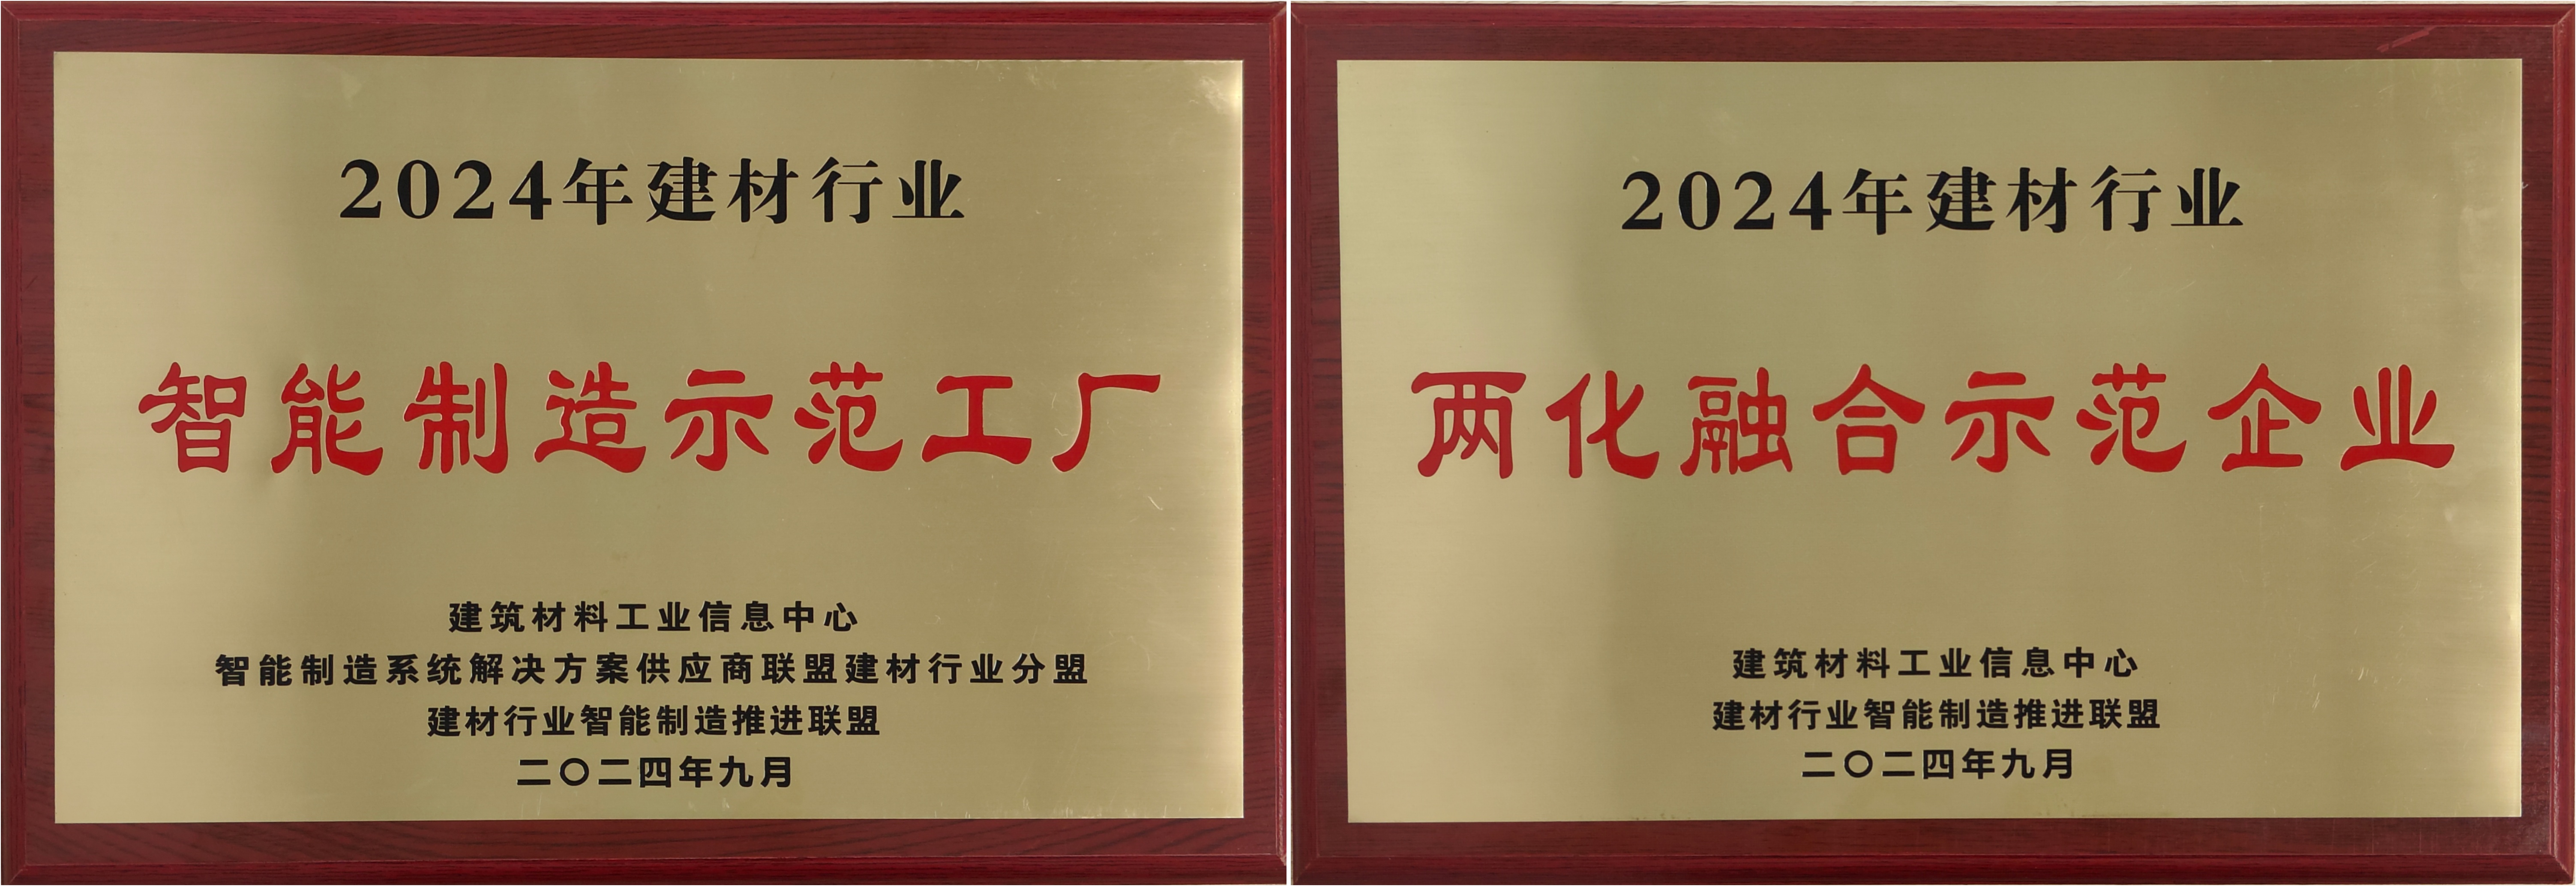 2024年建材行业
智能制造示范工厂
建筑材料工业信息中心
智能制造系统解决方案供应商联盟建材行业分盟
建材行业智能制造推进联盟
二〇二四年九月
2024年建材行业
两化融合示范企业
建筑材料工业信息中心
建材行业智能制造推进联盟
二〇二四年九月